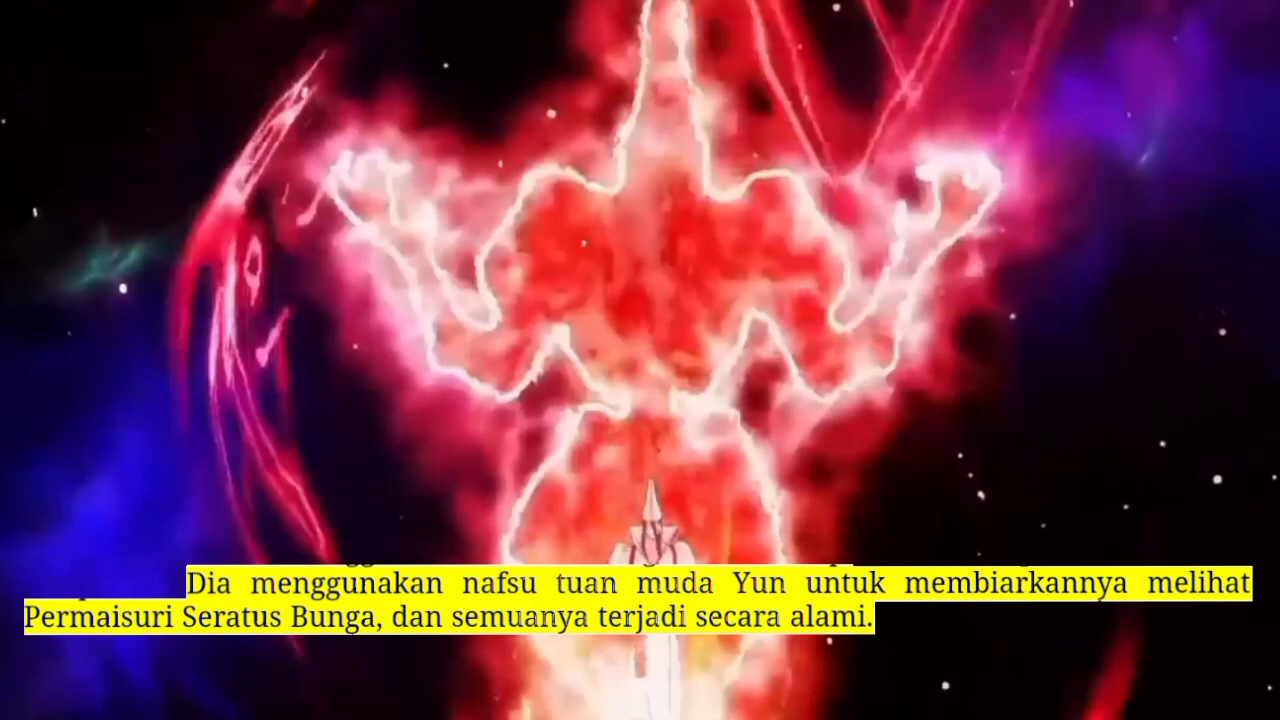 Dia menggunakan nafsu tuan muda Yun untuk membiarkannya melihat
Permaisuri Seratus Bunga, dan semuanya terjadi secara alami.